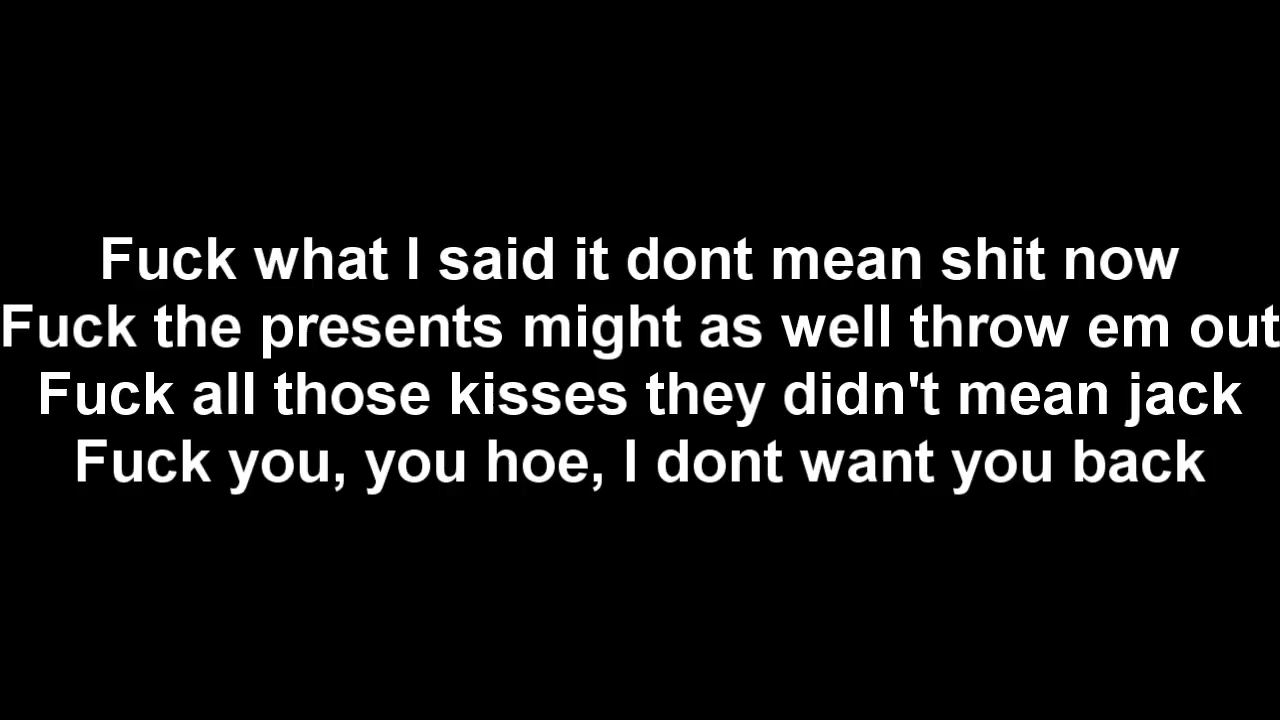 Fuck what I said it dont mean shit now
Fuck the presents might as well throw em out
Fuck all those kisses they didn't mean jack
Fuck you, you hoe, I dont want you back